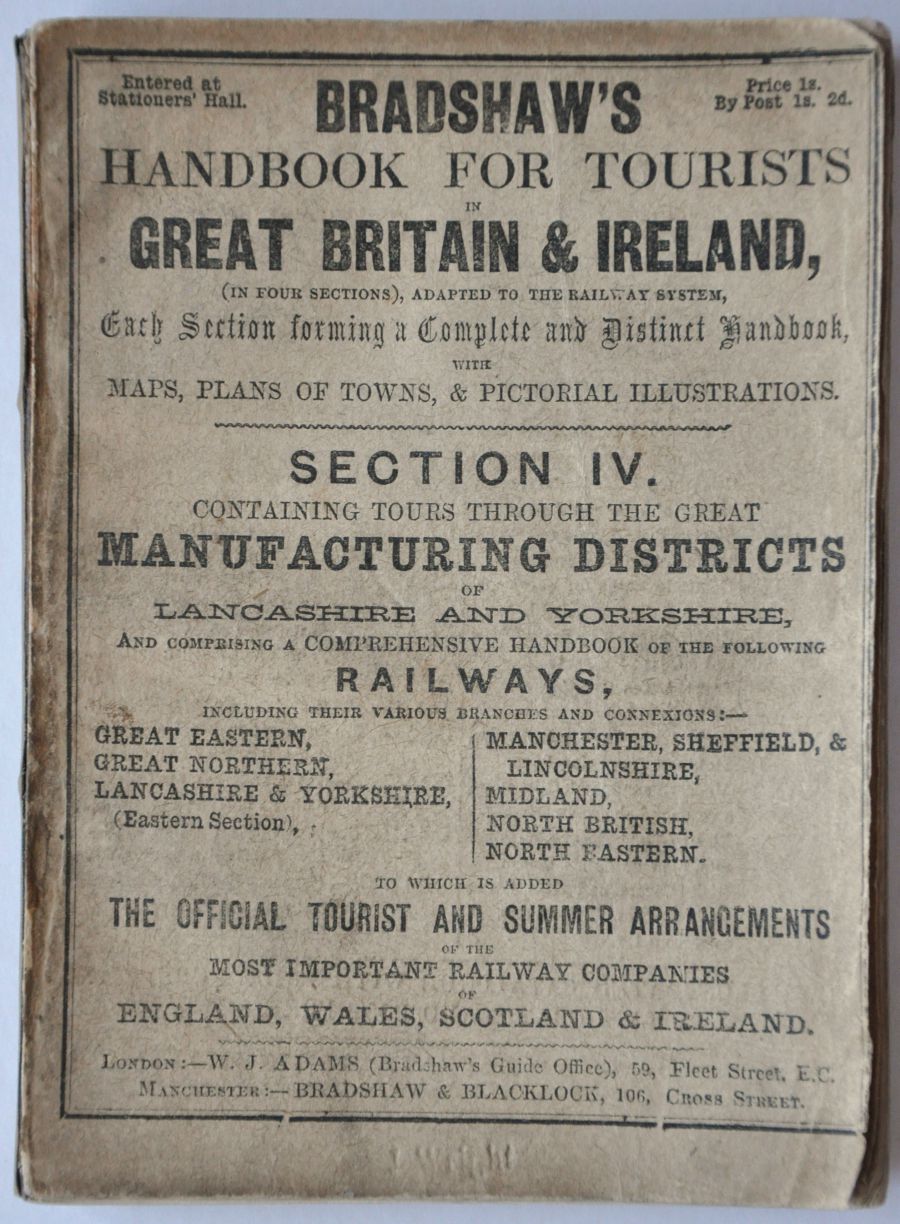 Entered at
Stationers' Hall.
Price 1s.
By Post 1s. 2d.
BRADSHAW'S
HANDBOOK FOR TOURISTS
IN
GREAT BRITAIN & IRELAND,
(IN FOUR SECTIONS), ADAPTED TO THE RAILWAY SYSTEM,
Each Section forming a Complete and Distinct Handbook,
WITH
MAPS, PLANS OF TOWNS, & PICTORIAL ILLUSTRATIONS.
SECTION IV.
CONTAINING TOURS THROUGH THE GREAT
MANUFACTURING DISTRICTS
OF
LANCASHIRE AND YORKSHIRE,
AND COMPRISING A COMPREHENSIVE HANDBOOK OF THE FOLLOWING
RAILWAYS,
INCLUDING THEIR VARIOUS BRANCHES AND CONNEXIONS:—
GREAT EASTERN,
GREAT NORTHERN,
LANCASHIRE & YORKSHIRE,
(Eastern Section),
MANCHESTER, SHEFFIELD, &
LINCOLNSHIRE,
MIDLAND,
NORTH BRITISH,
NORTH EASTERN.
TO WHICH IS ADDED
THE OFFICIAL TOURIST AND SUMMER ARRANGEMENTS
OF THE
MOST IMPORTANT RAILWAY COMPANIES
OF
ENGLAND, WALES, SCOTLAND & IRELAND.
LONDON:—W. J. ADAMS (Bradshaw's Guide Office), 59, Fleet Street, E.C.
MANCHESTER:—BRADSHAW & BLACKLOCK, 106, CROSS STREET.